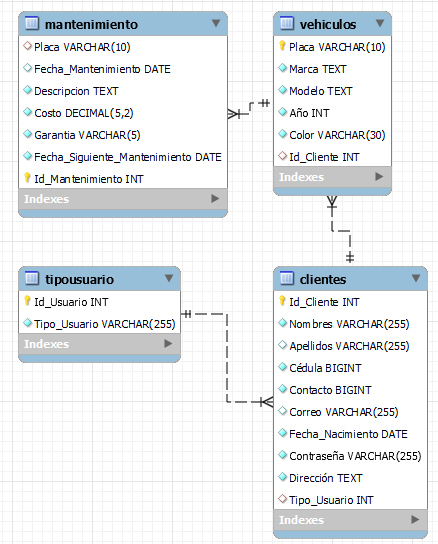 mantenimiento
Placa VARCHAR(10)
Fecha_Mantenimiento DATE
Descripcion TEXT
Costo DECIMAL(5,2)
Garantia VARCHAR(5)
Fecha_Siguiente_Mantenimiento DATE
Id_Mantenimiento INT
Indexes
vehiculos
Placa VARCHAR(10)
Marca TEXT
Modelo TEXT
Año INT
Color VARCHAR(30)
Id_Cliente INT
Indexes
tipousuario
Id_Usuario INT
Tipo_Usuario VARCHAR(255)
Indexes
clientes
Id_Cliente INT
Nombres VARCHAR(255)
Apellidos VARCHAR(255)
Cédula BIGINT
Contacto BIGINT
Correo VARCHAR(255)
Fecha_Nacimiento DATE
Contraseña VARCHAR(255)
Dirección TEXT
Tipo_Usuario INT
Indexes